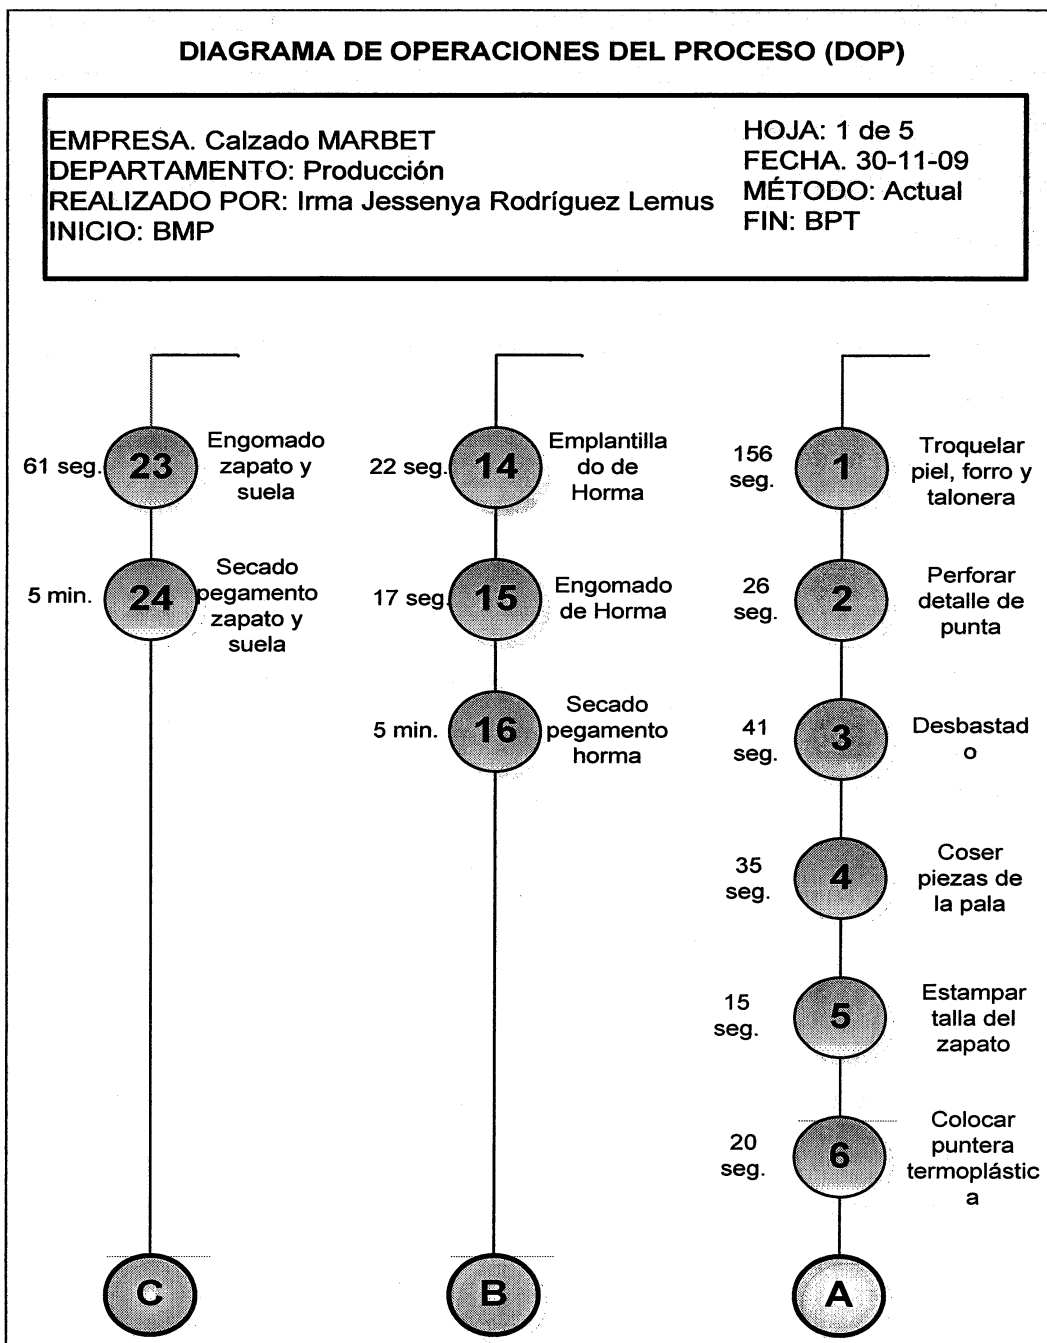 DIAGRAMA DE OPERACIONES DEL PROCESO (DOP)
EMPRESA. Calzado MARBET
DEPARTAMENTO: Producción
REALIZADO POR: Irma Jessenya Rodríguez Lemus
INICIO: BMP
HOJA: 1 de 5
FECHA. 30-11-09
MÉTODO: Actual
FIN: BPT
61 seg.
23
Engomado
zapato y
suela
5 min.
24
Secado
pegamento
zapato y
suela
C
22 seg.
14
Emplantilla
do de
Horma
17 seg.
15
Engomado
de Horma
5 min.
16
Secado
pegamento
horma
B
156
seg.
1
Troquelar
piel, forro y
talonera
26
seg.
2
Perforar
detalle de
punta
41
seg.
3
Desbastad
o
35
seg.
4
Coser
piezas de
la pala
15
seg.
5
Estampar
talla del
zapato
20
seg.
6
Colocar
puntera
termoplástic
a
A